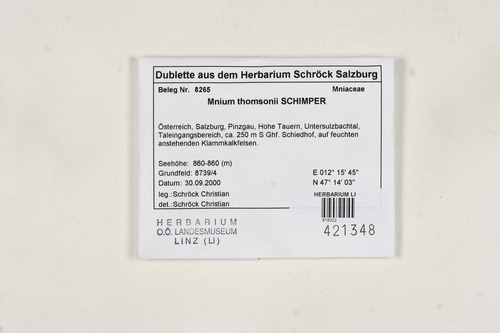 Dublette aus dem Herbarium Schröck Salzburg
Beleg Nr. 8265 Mniaceae
Mnium thomsonii SCHIMPER
Österreich, Salzburg, Pinzgau, Hohe Tauern, Untersulzbachtal,
Taleingangsbereich, ca. 250 m S Ghf. Schiedhof, auf feuchten
anstehenden Klammkalkfelsen.
Seehöhe: 860-860 (m)
Grundfeld: 8739/4 E 012° 15' 45"
Datum: 30.09.2000 N 47° 14' 03"
leg.:Schröck Christian HERBARIUM LI
det.:Schröck Christian
HERBARIUM
O.Ö. LANDESMUSEUM
LINZ (LI)
421348